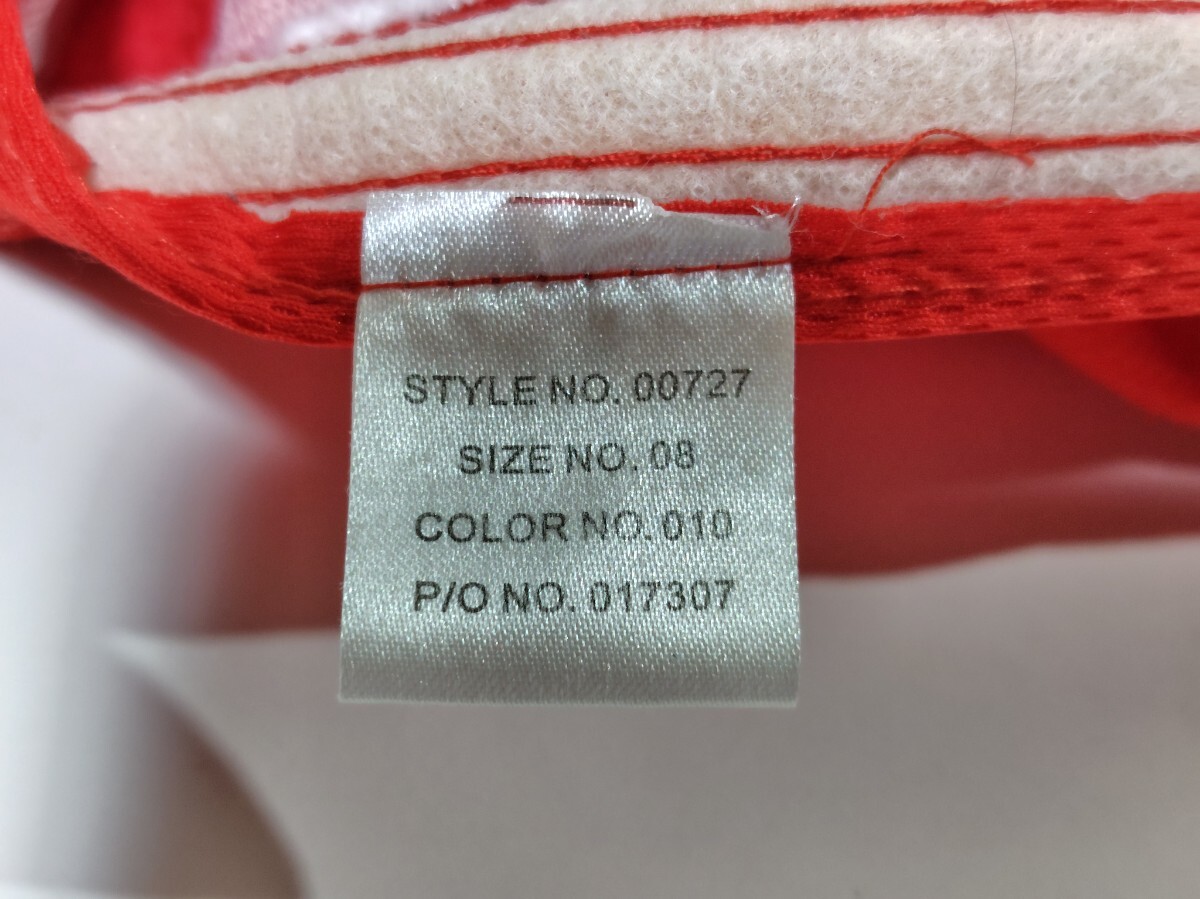 STYLE NO. 00727
SIZE NO. 08
COLOR NO. 010
P/O NO. 017307